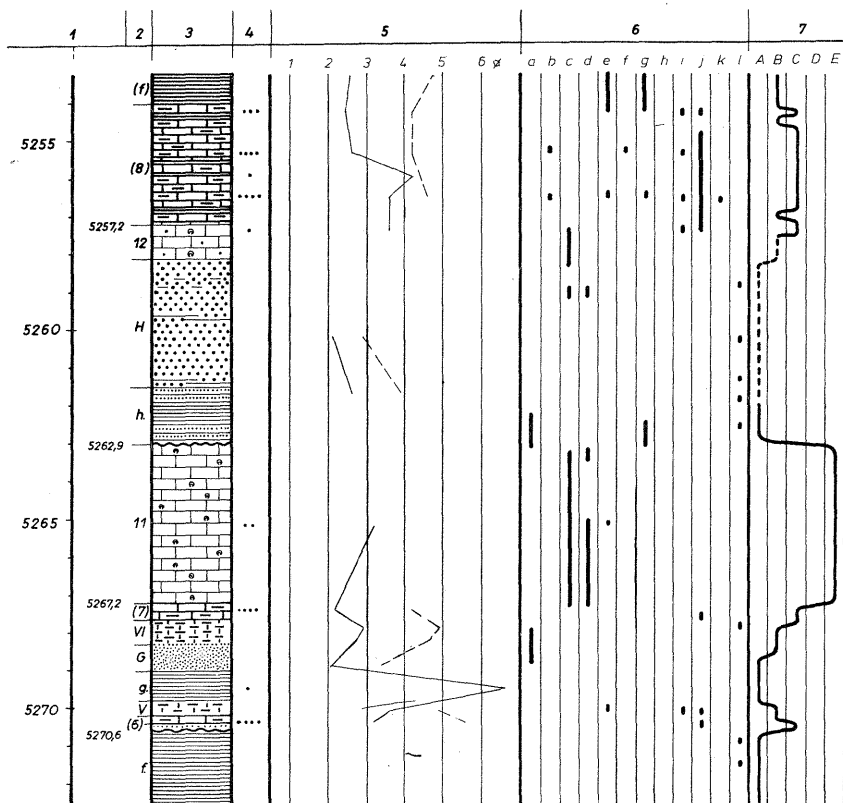 1 2 3 4 5 6 7
1 2 3 4 5 6 ø a b c d e f g h i j k l A B C D E
(f)
5255
(8)
5257,2
12
5260
H
h.
5262,9
11
5265
5267,2
(7)
VI
G
g.
5270
V
(6)
5270,6
f.